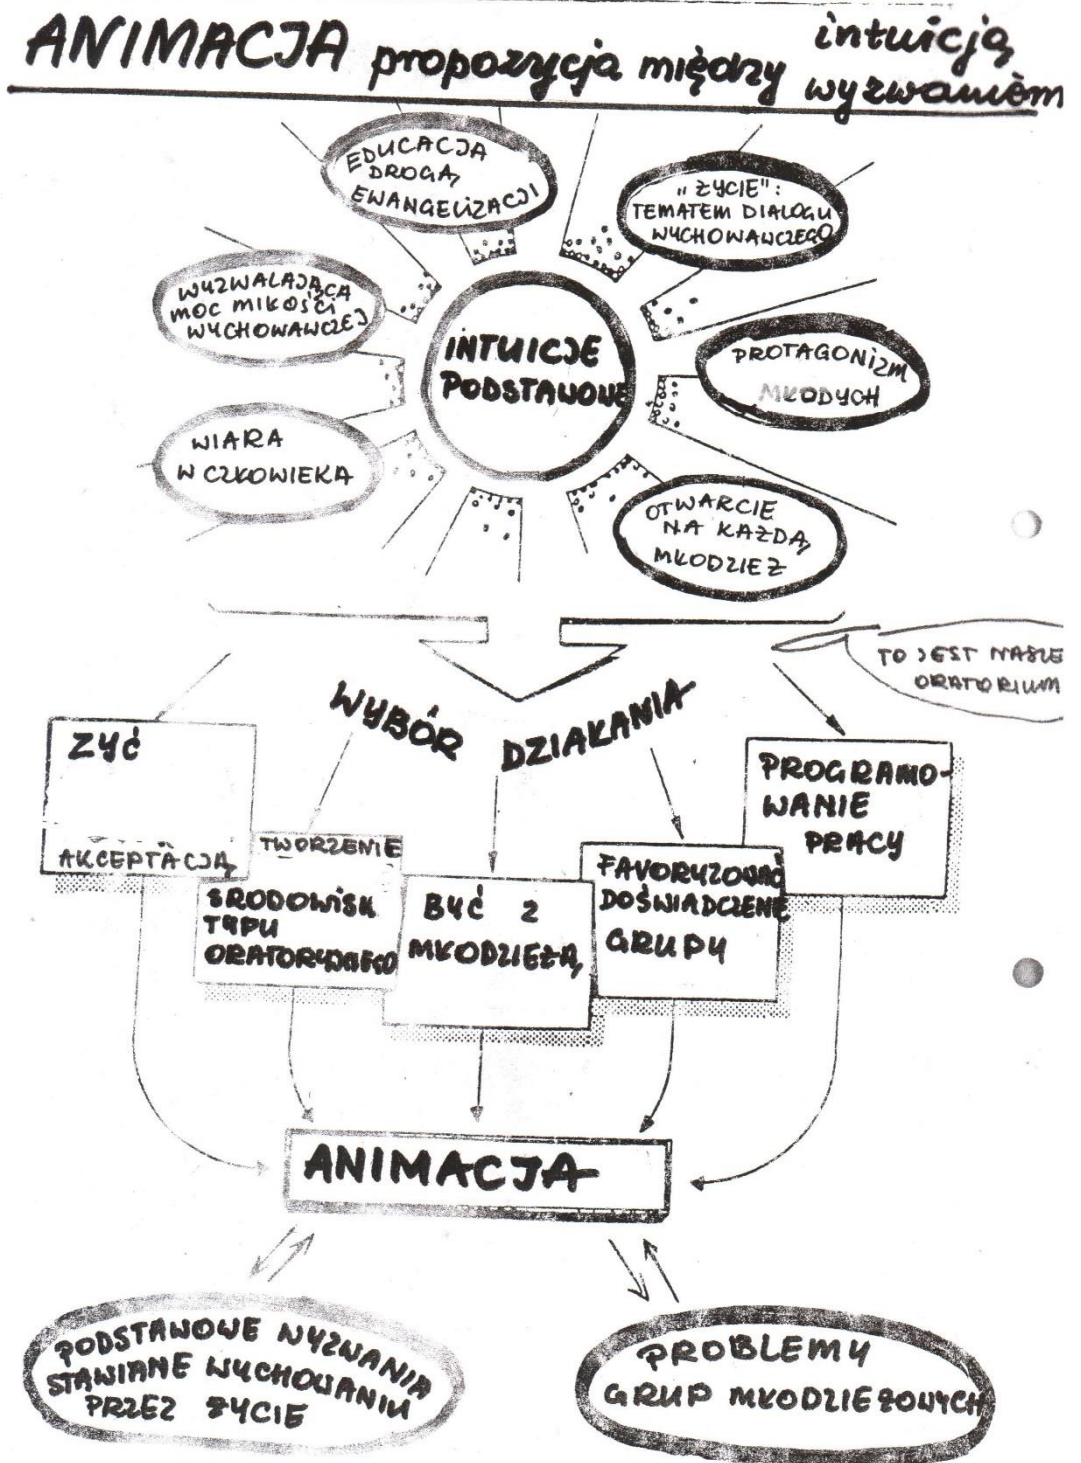 ANIMACJA propozycja między intuicją
wyzwaniem
EDUCACJA
DROGĄ
EWANGELIZACJI
„ŻYCIE":
TEMATEM DIALOGU
WYCHOWAWCZEGO
WYZWALAJĄCA
MOC MIŁOŚCI
WYCHOWAWCZEJ
INTUICJE
PODSTAWOWE
PROTAGONIZM
MŁODYCH
WIARA
W CZŁOWIEKA
OTWARCIE
NA KAŻDĄ
MŁODZIEŻ
TO JEST NASZE
ORATORIUM
WYBÓR DZIAŁANIA
ŻYĆ
AKCEPTACJĄ
TWORZENIE
ŚRODOWISK
TYPU
ORATORYJNEGO
BYĆ Z
MŁODZIEŻĄ
FAVORYZOWAĆ
DOŚWIADCZENIE
GRUPY
PROGRAMO-
WANIE
PRACY
ANIMACJA
PODSTAWOWE WYZWANIA
STAWIANE WYCHOWANIU
PRZEZ ŻYCIE
PROBLEMY
GRUP MŁODZIEŻOWYCH